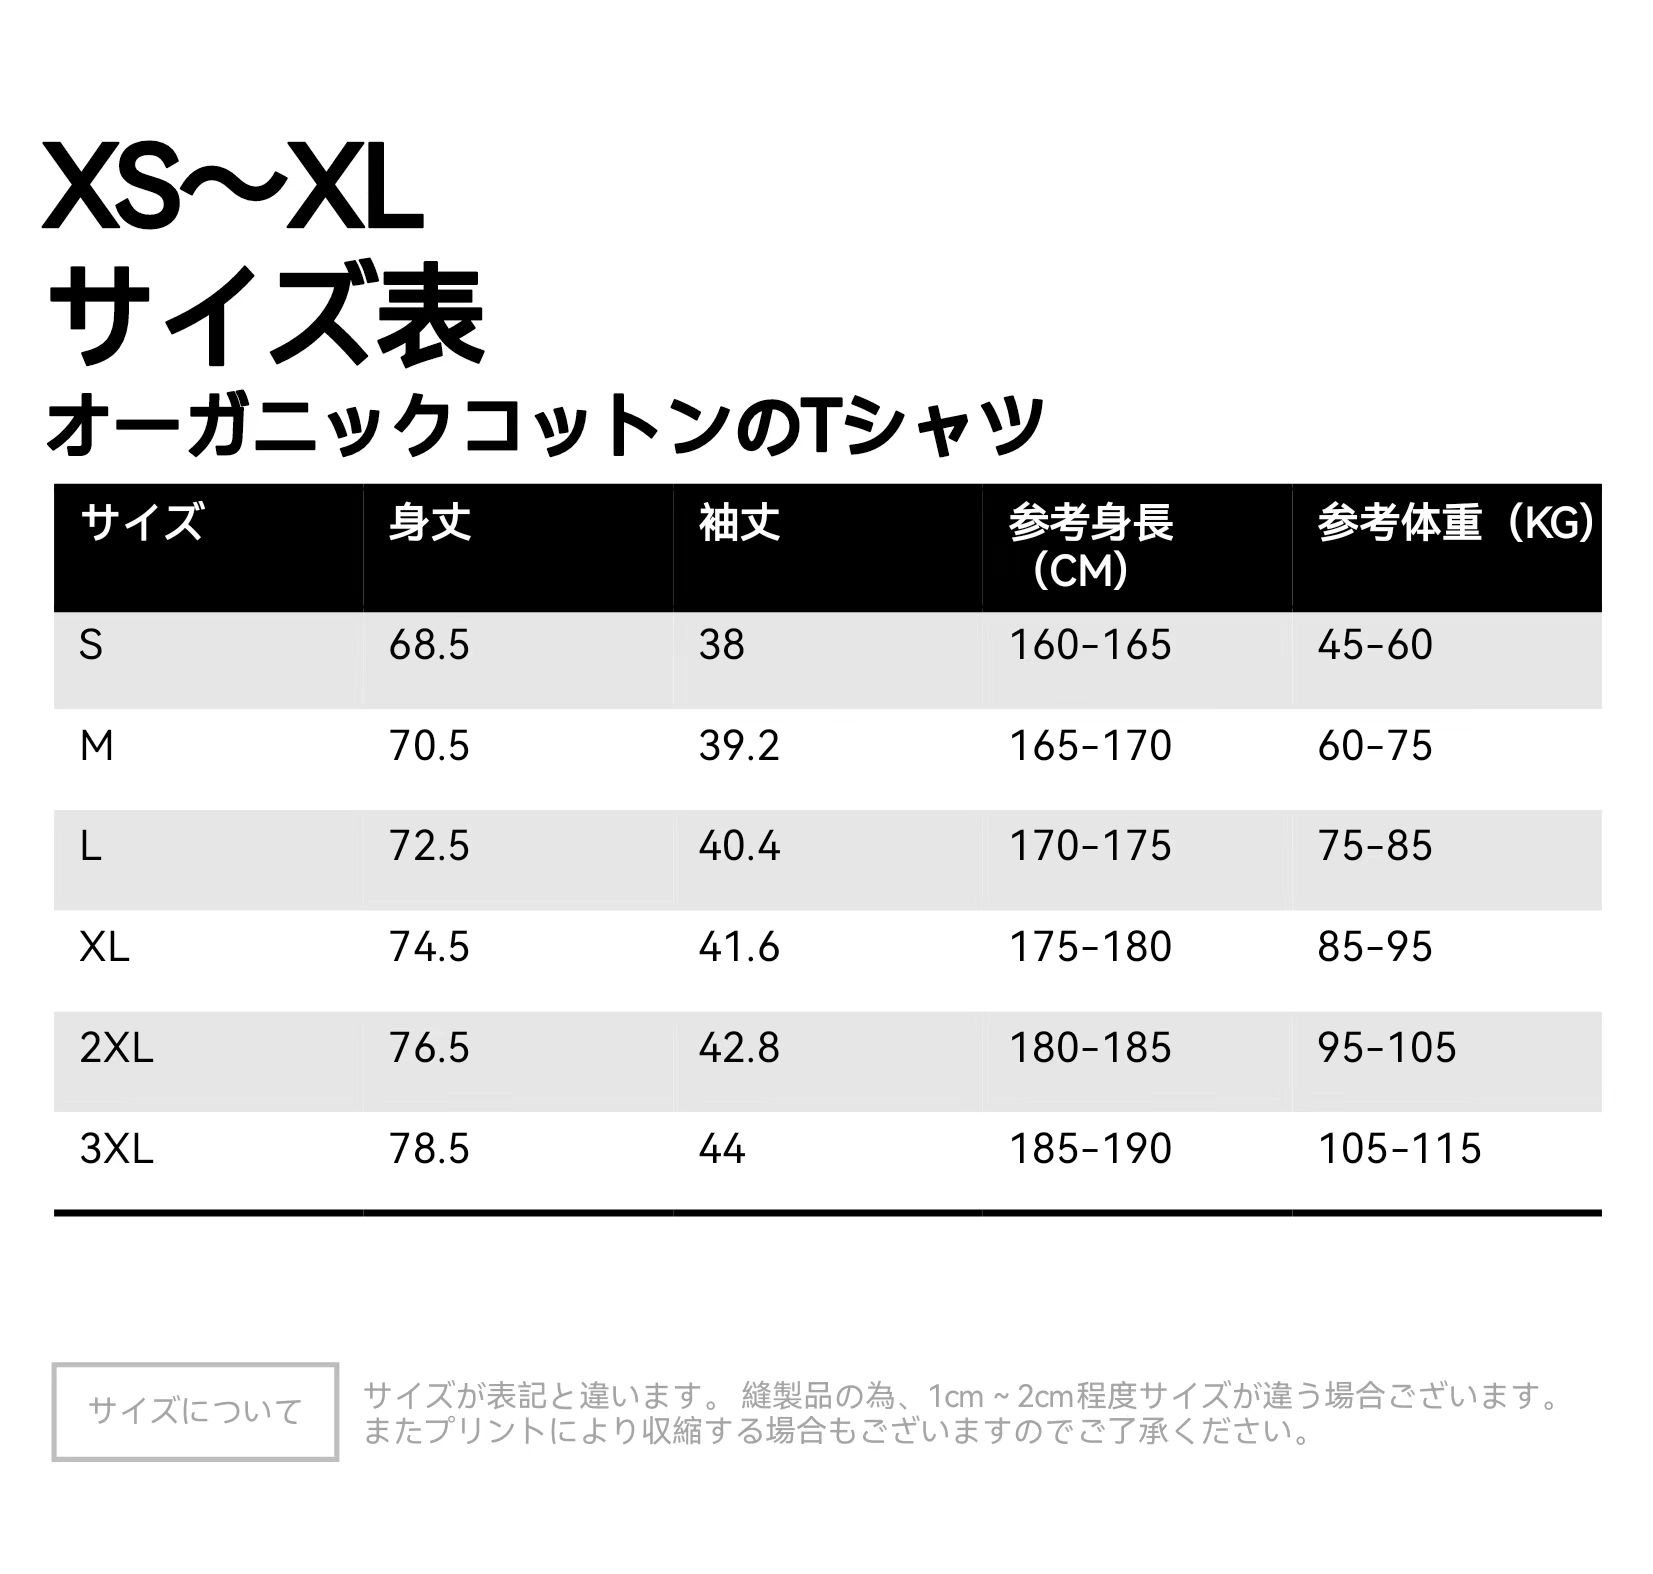 XS～XL
サイズ表
オーガニックコットンのTシャツ
サイズ 身丈 袖丈 参考身長 参考体重（KG）
（CM）
S 68.5 38 160-165 45-60
M 70.5 39.2 165-170 60-75
L 72.5 40.4 170-175 75-85
XL 74.5 41.6 175-180 85-95
2XL 76.5 42.8 180-185 95-105
3XL 78.5 44 185-190 105-115
サイズについて
サイズが表記と違います。縫製品の為、1cm ~ 2cm程度サイズが違う場合ございます。
またプリントにより収縮する場合もございますのでご了承ください。